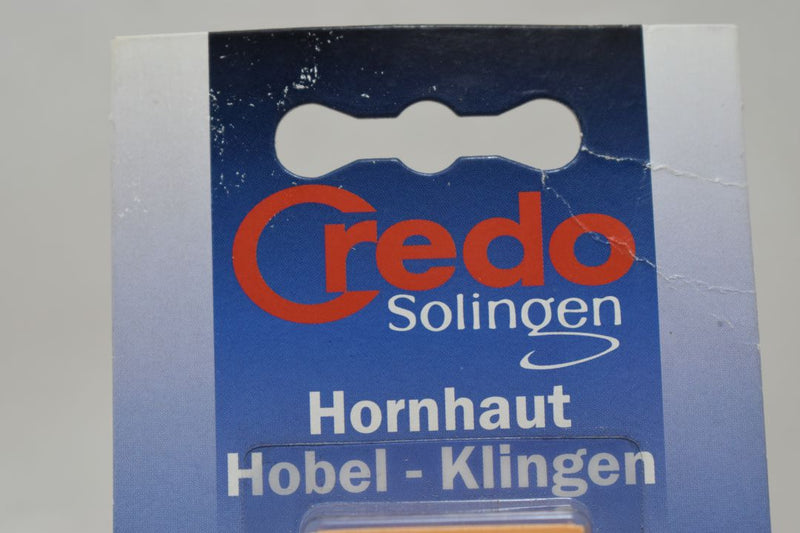 Credo
Solingen
Hornhaut
Hobel - Klingen